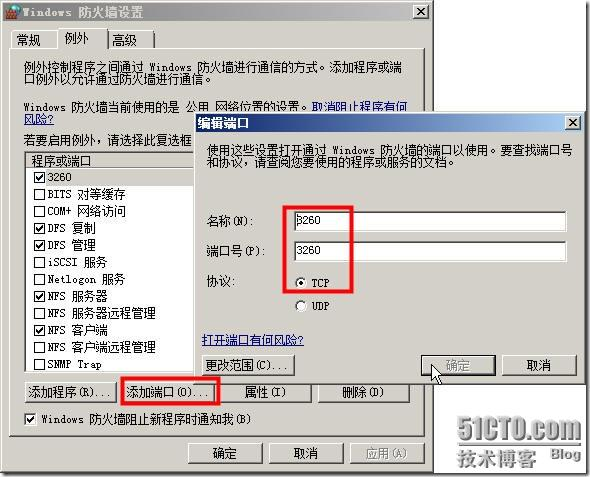 Windows 防火墙设置
常规
例外
高级
例外控制程序之间通过 Windows 防火墙进行通信的方式。添加程序或端
口例外以允许通过防火墙进行通信。
Windows 防火墙当前使用的是 公用 网络位置的设置。取消阻止程序有何
风险?
若要启用例外，请选择此复选框
程序或端口
3260
BITS 对等缓存
COM+ 网络访问
DFS 复制
DFS 管理
iSCSI 服务
Netlogon 服务
NFS 服务器
NFS 服务器远程管理
NFS 客户端
NFS 客户端远程管理
SNMP Trap
添加程序(R)...
添加端口(O)...
属性(I)
删除(D)
Windows 防火墙阻止新程序时通知我(B)
确定
取消
应用(A)
编辑端口
使用这些设置打开通过 Windows 防火墙的端口以使用。要查找端口号
和协议，请查阅您要使用的程序或服务的文档。
名称(N):
3260
端口号(P):
3260
协议:
TCP
UDP
打开端口有何风险?
更改范围(C)...
确定
取消
51CTO.com
技术博客 Blog